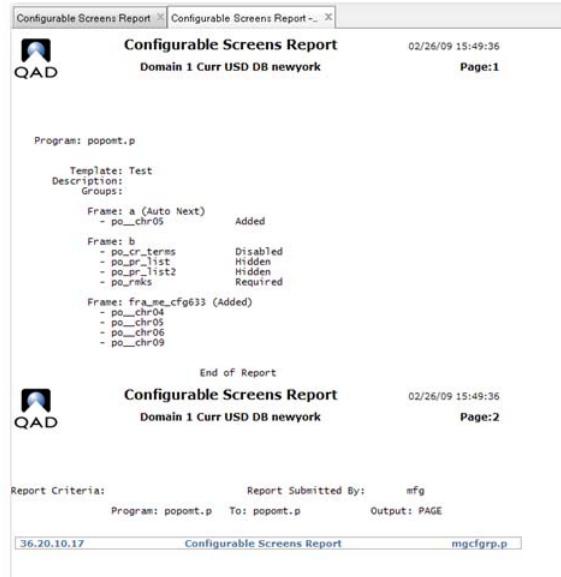 Configurable Screens Report Configurable Screens Report -..
QAD Configurable Screens Report 02/26/09 15:49:36
Domain 1 Curr USD DB newyork Page:1
Program: popomt.p
Template: Test
Description:
Groups:
Frame: a (Auto Next)
- po__chr05 Added
Frame: b
- po_cr_terms Disabled
- po_pr_list Hidden
- po_pr_list2 Hidden
- po_rmks Required
Frame: fra_me_cfg633 (Added)
- po__chr04
- po__chr05
- po__chr06
- po__chr09
End of Report
QAD Configurable Screens Report 02/26/09 15:49:36
Domain 1 Curr USD DB newyork Page:2
Report Criteria: Report Submitted By: mfg
Program: popomt.p To: popomt.p Output: PAGE
36.20.10.17 Configurable Screens Report mgcfgrp.p